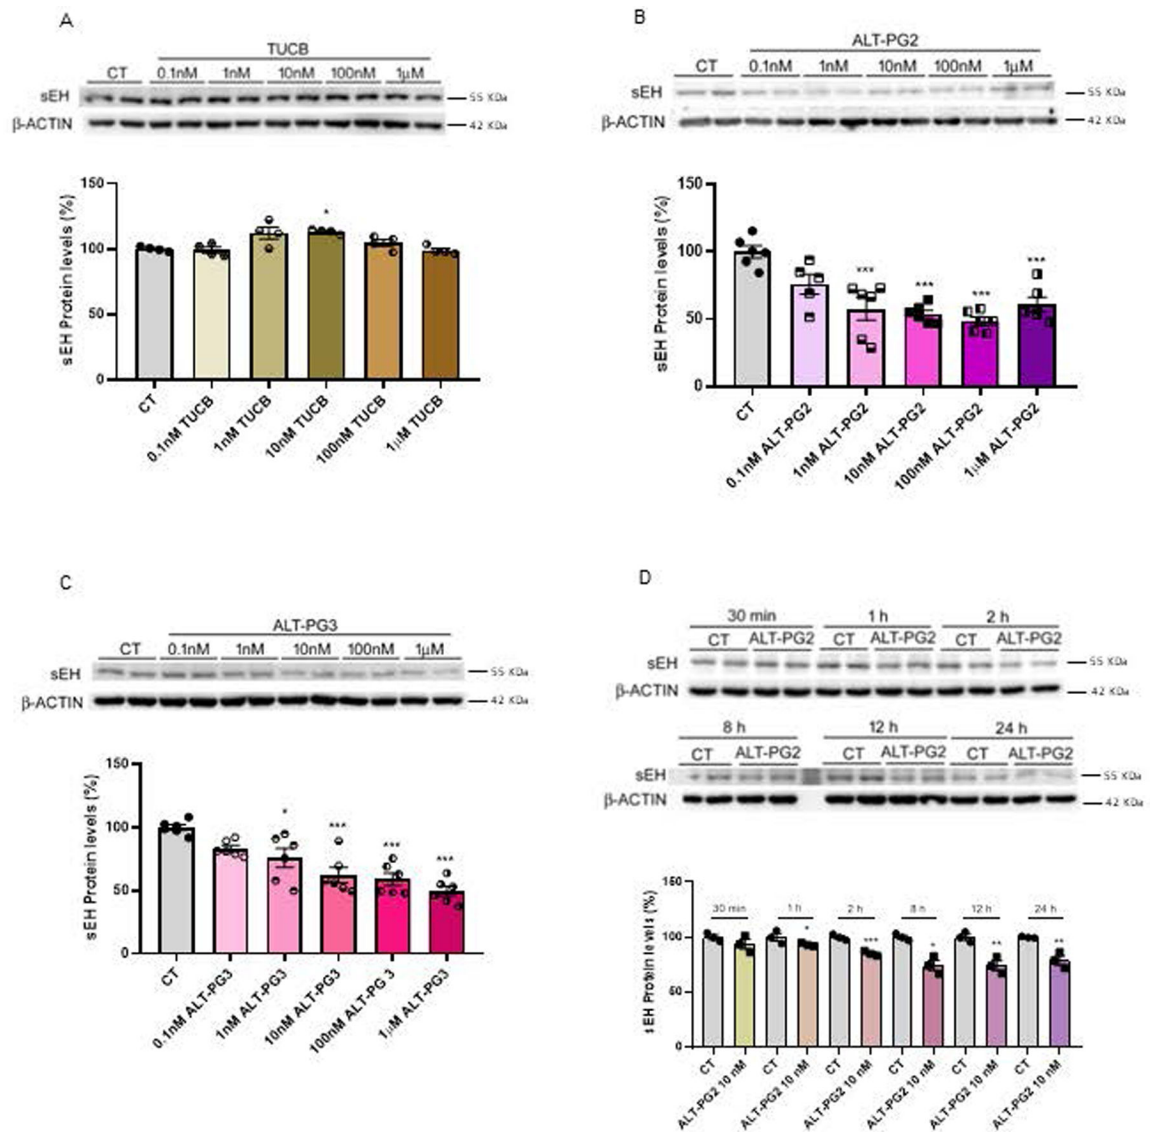 A
TUCB
CT 0.1nM 1nM 10nM 100nM 1µM
sEH 55 KDa
β-ACTIN 42 KDa
sEH Protein levels (%)
150
100
50
0
*
CT
0.1nM TUCB
1nM TUCB
10nM TUCB
100nM TUCB
1µM TUCB
B
ALT-PG2
CT 0.1nM 1nM 10nM 100nM 1µM
sEH 55 KDa
β-ACTIN 42 KDa
sEH Protein levels (%)
150
100
50
0
*** *** *** ***
CT
0.1nM ALT-PG2
1nM ALT-PG2
10nM ALT-PG2
100nM ALT-PG2
1µM ALT-PG2
C
ALT-PG3
CT 0.1nM 1nM 10nM 100nM 1µM
sEH 55 KDa
β-ACTIN 42 KDa
sEH Protein levels (%)
150
100
50
0
* *** *** ***
CT
0.1nM ALT-PG3
1nM ALT-PG3
10nM ALT-PG3
100nM ALT-PG 3
1µM ALT-PG3
D
30 min 1 h 2 h
CT ALT-PG2 CT ALT-PG2 CT ALT-PG2
sEH 55 KDa
β-ACTIN 42 KDa
8 h 12 h 24 h
CT ALT-PG2 CT ALT-PG2 CT ALT-PG2
sEH 55 KDa
β-ACTIN 42 KDa
sEH Protein levels (%)
150
100
50
0
30 min 1 h 2 h 8 h 12 h 24 h
* *** * ** **
CT
ALT-PG2 10 nM
CT
ALT-PG2 10 nM
CT
ALT-PG2 10 nM
CT
ALT-PG2 10 nM
CT
ALT-PG2 10 nM
CT
ALT-PG2 10 nM